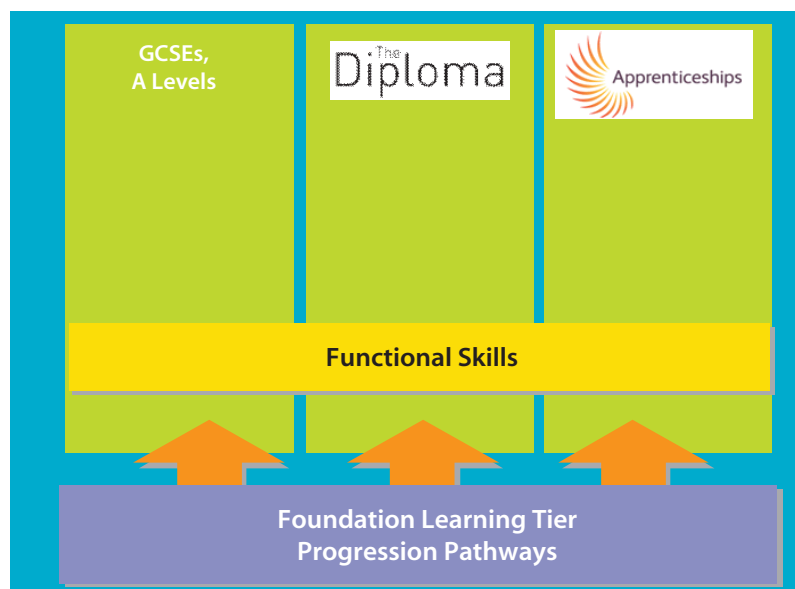 GCSEs,
A Levels
The
Diploma
Apprenticeships
Functional Skills
Foundation Learning Tier
Progression Pathways